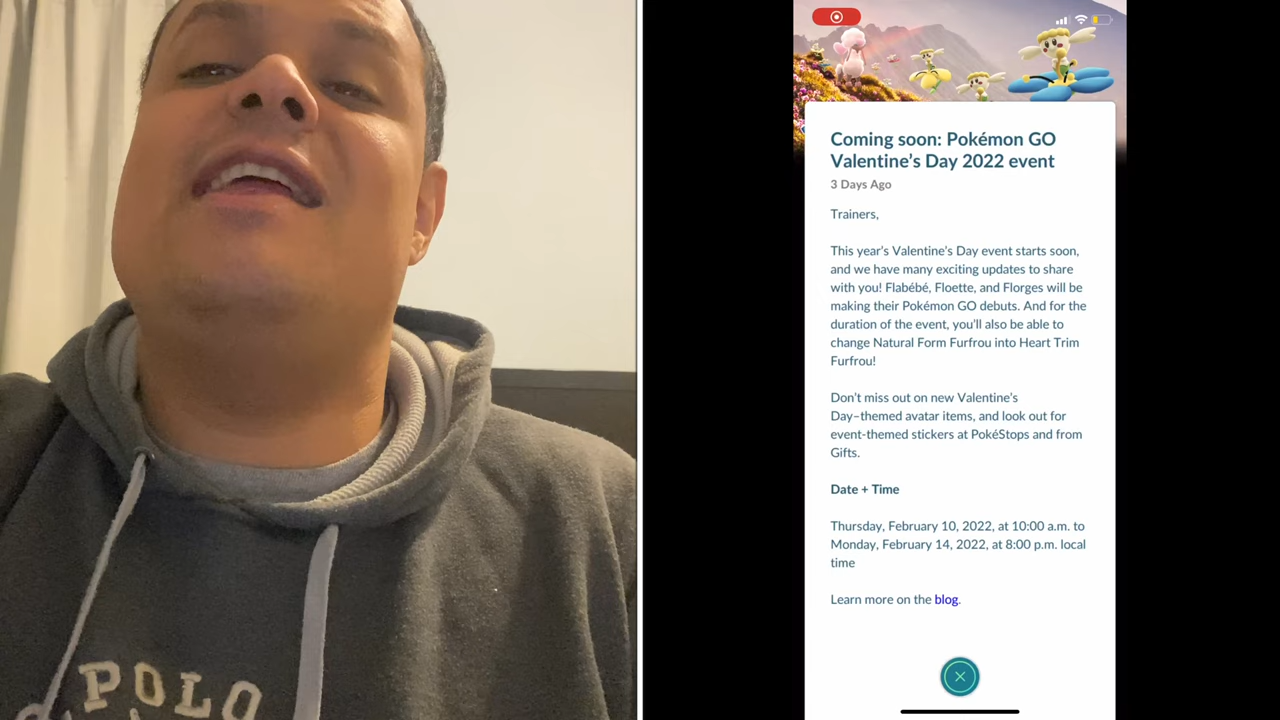 POLO
Coming soon: Pokémon GO
Valentine's Day 2022 event
3 Days Ago
Trainers,
This year's Valentine's Day event starts soon,
and we have many exciting updates to share
with you! Flabébé, Floette, and Florges will be
making their Pokémon GO debuts. And for the
duration of the event, you'll also be able to
change Natural Form Furfrou into Heart Trim
Furfrou!
Don't miss out on new Valentine's
Day–themed avatar items, and look out for
event-themed stickers at PokéStops and from
Gifts.
Date + Time
Thursday, February 10, 2022, at 10:00 a.m. to
Monday, February 14, 2022, at 8:00 p.m. local
time
Learn more on the blog.